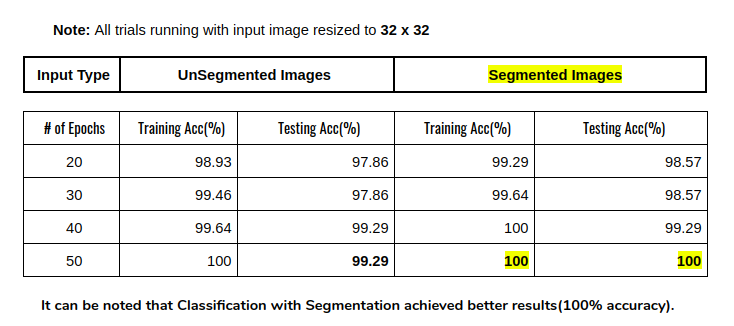 Note: All trials running with input image resized to 32 x 32
Input Type UnSegmented Images Segmented Images
# of Epochs Training Acc(%) Testing Acc(%) Training Acc(%) Testing Acc(%)
20 98.93 97.86 99.29 98.57
30 99.46 97.86 99.64 98.57
40 99.64 99.29 100 99.29
50 100 99.29 100 100
It can be noted that Classification with Segmentation achieved better results(100% accuracy).